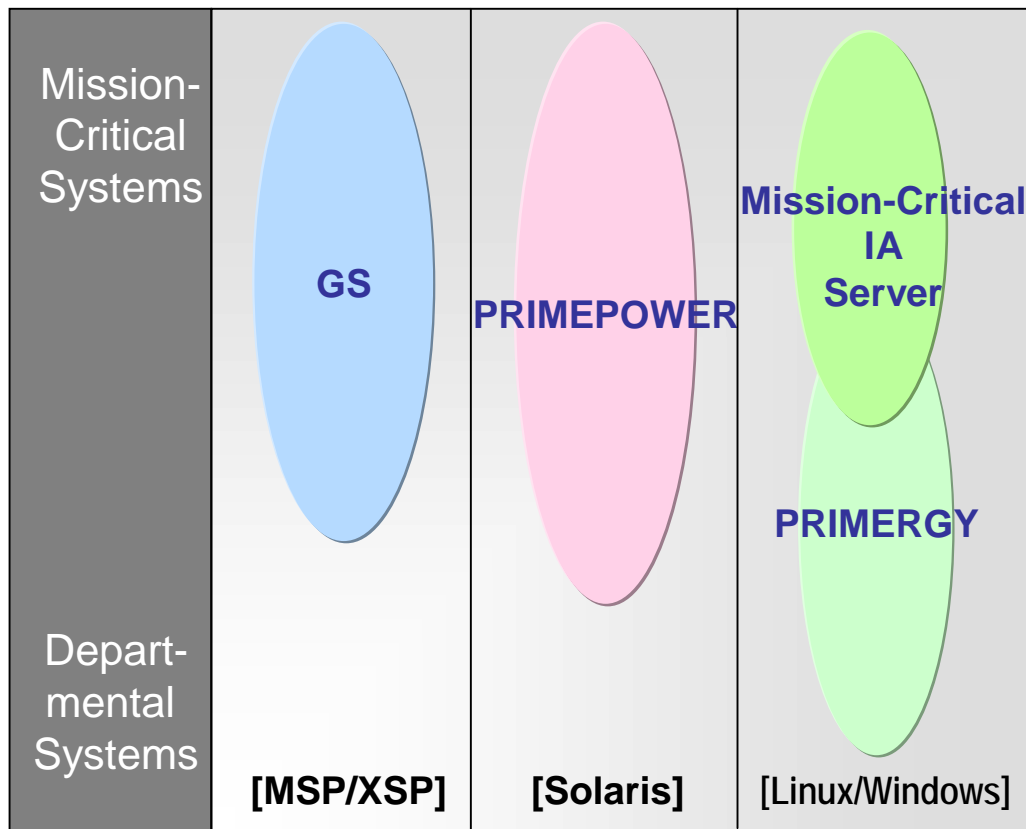 Mission-
Critical
Systems
Depart-
mental
Systems
GS
[MSP/XSP]
PRIMEPOWER
[Solaris]
Mission-Critical
IA
Server
PRIMERGY
[Linux/Windows]